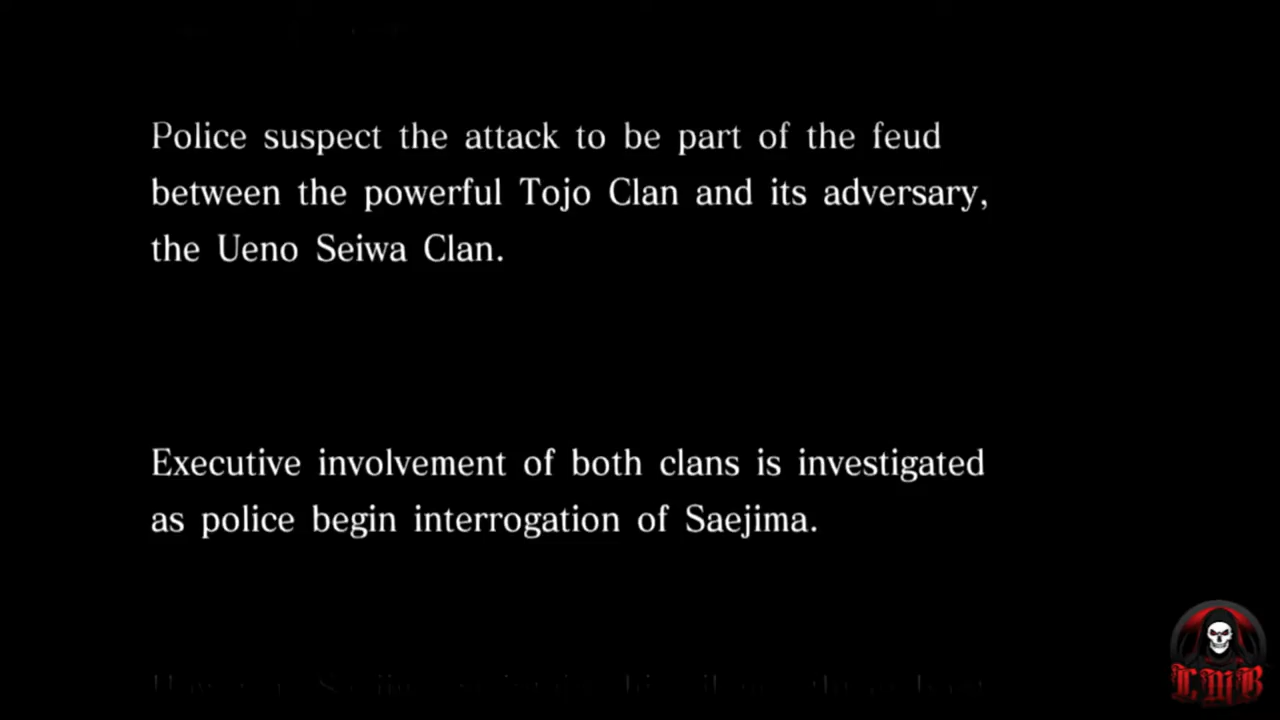 Police suspect the attack to be part of the feud
between the powerful Tojo Clan and its adversary,
the Ueno Seiwa Clan.
Executive involvement of both clans is investigated
as police begin interrogation of Saejima.